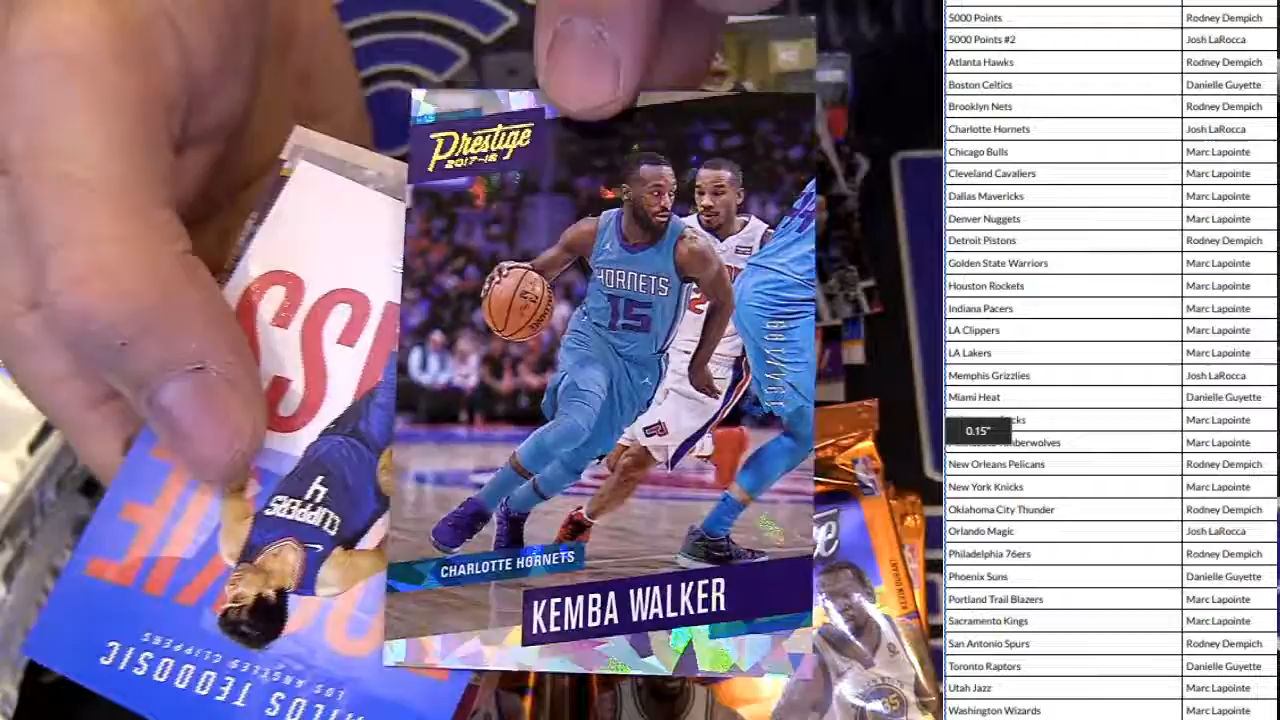 Prestige
2017-18
HORNETS
15
CHARLOTTE HORNETS
KEMBA WALKER
CLIPPERS
4
MILOS TEODOSIC
KEVIN DURANT
35
5000 Points Rodney Dempich
5000 Points #2 Josh LaRocca
Atlanta Hawks Rodney Dempich
Boston Celtics Danielle Guyette
Brooklyn Nets Rodney Dempich
Charlotte Hornets Josh LaRocca
Chicago Bulls Marc Lapointe
Cleveland Cavaliers Marc Lapointe
Dallas Mavericks Marc Lapointe
Denver Nuggets Marc Lapointe
Detroit Pistons Rodney Dempich
Golden State Warriors Marc Lapointe
Houston Rockets Marc Lapointe
Indiana Pacers Marc Lapointe
LA Clippers Marc Lapointe
LA Lakers Marc Lapointe
Memphis Grizzlies Josh LaRocca
Miami Heat Danielle Guyette
cks Marc Lapointe
0.15"
berwolves Marc Lapointe
New Orleans Pelicans Rodney Dempich
New York Knicks Marc Lapointe
Oklahoma City Thunder Rodney Dempich
Orlando Magic Josh LaRocca
Philadelphia 76ers Rodney Dempich
Phoenix Suns Danielle Guyette
Portland Trail Blazers Marc Lapointe
Sacramento Kings Marc Lapointe
San Antonio Spurs Rodney Dempich
Toronto Raptors Danielle Guyette
Utah Jazz Marc Lapointe
Washington Wizards Marc Lapointe